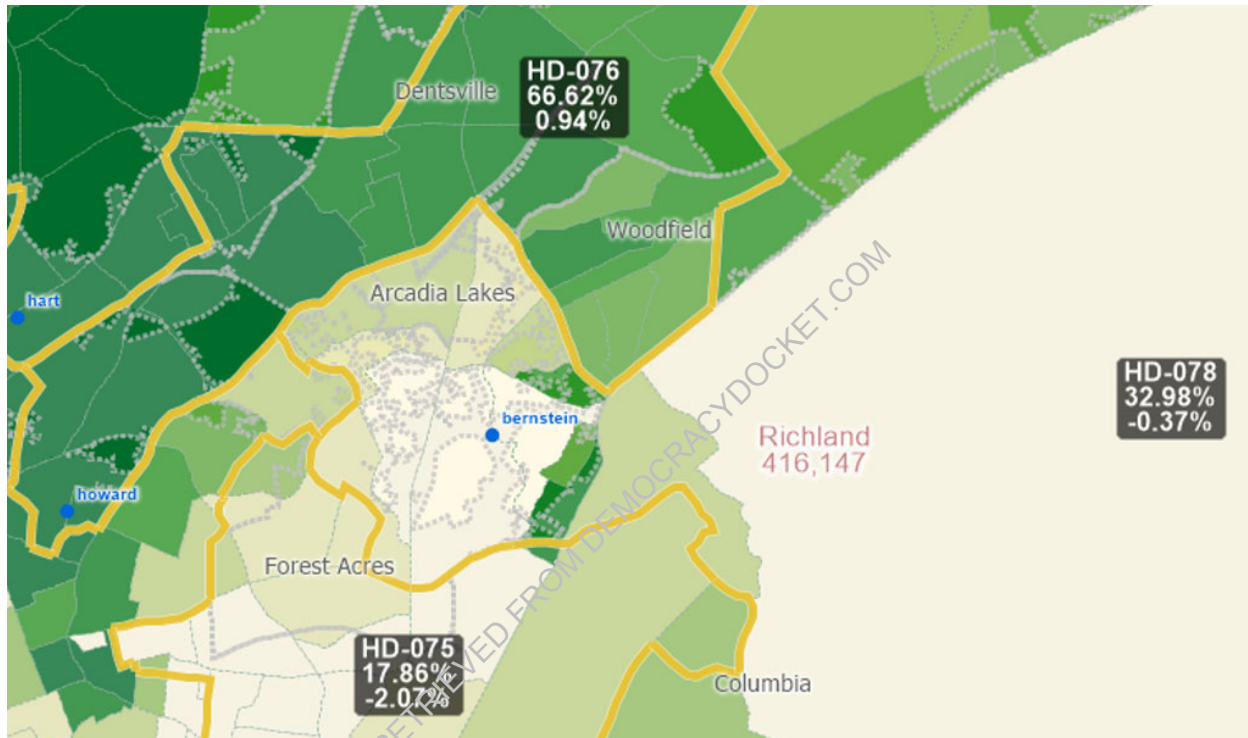 HD-076
66.62%
0.94%
Dentsville
Woodfield
Arcadia Lakes
hart
HD-078
32.98%
-0.37%
bernstein
Richland
416,147
howard
Forest Acres
HD-075
17.86%
-2.07%
Columbia
RETRIEVED FROM DEMOCRACYDOCKET.COM